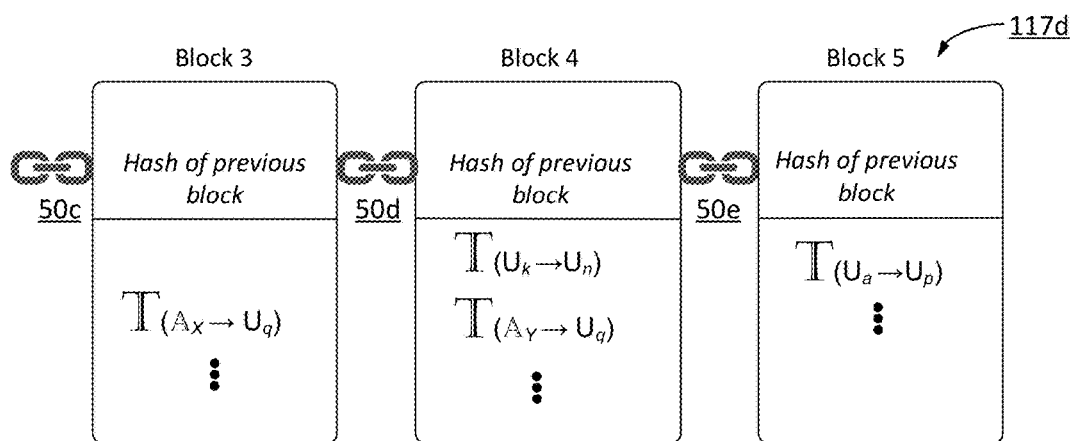 117d
Block 3
Block 4
Block 5
Hash of previous
block
Hash of previous
block
Hash of previous
block
50c
50d
50e
𝕋(𝔸X → Uq)
𝕋(Uk → Un)
𝕋(𝔸Y → Uq)
𝕋(Ua → Up)